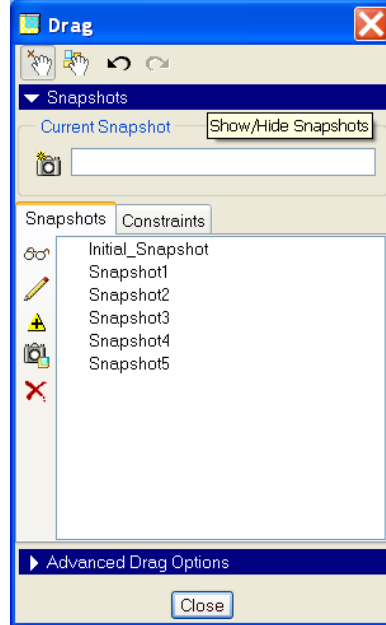 Drag
Snapshots
Current Snapshot
Show/Hide Snapshots
Snapshots
Constraints
Initial_Snapshot
Snapshot1
Snapshot2
Snapshot3
Snapshot4
Snapshot5
Advanced Drag Options
Close